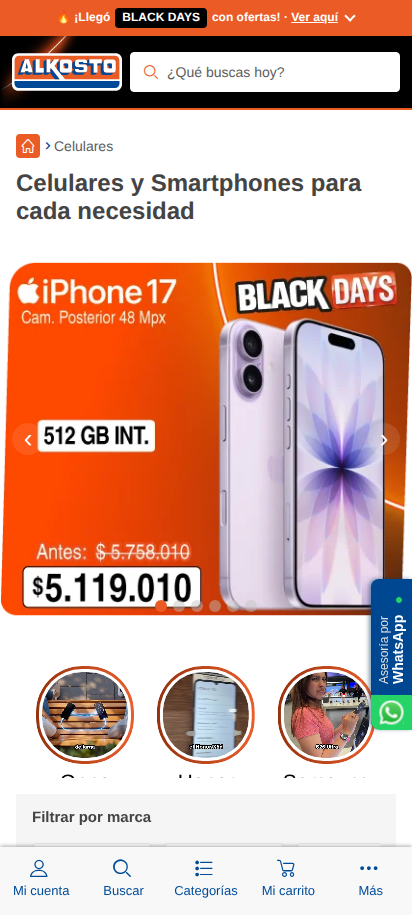 🔥 ¡Llegó BLACK DAYS con ofertas! · Ver aquí
ALKOSTO
¿Qué buscas hoy?
Celulares
Celulares y Smartphones para
cada necesidad
iPhone 17
Cam. Posterior 48 Mpx
BLACK DAYS
512 GB INT.
Antes: $ 5.758.010
$5.119.010
Asesoría por
WhatsApp
Filtrar por marca
Mi cuenta
Buscar
Categorías
Mi carrito
Más